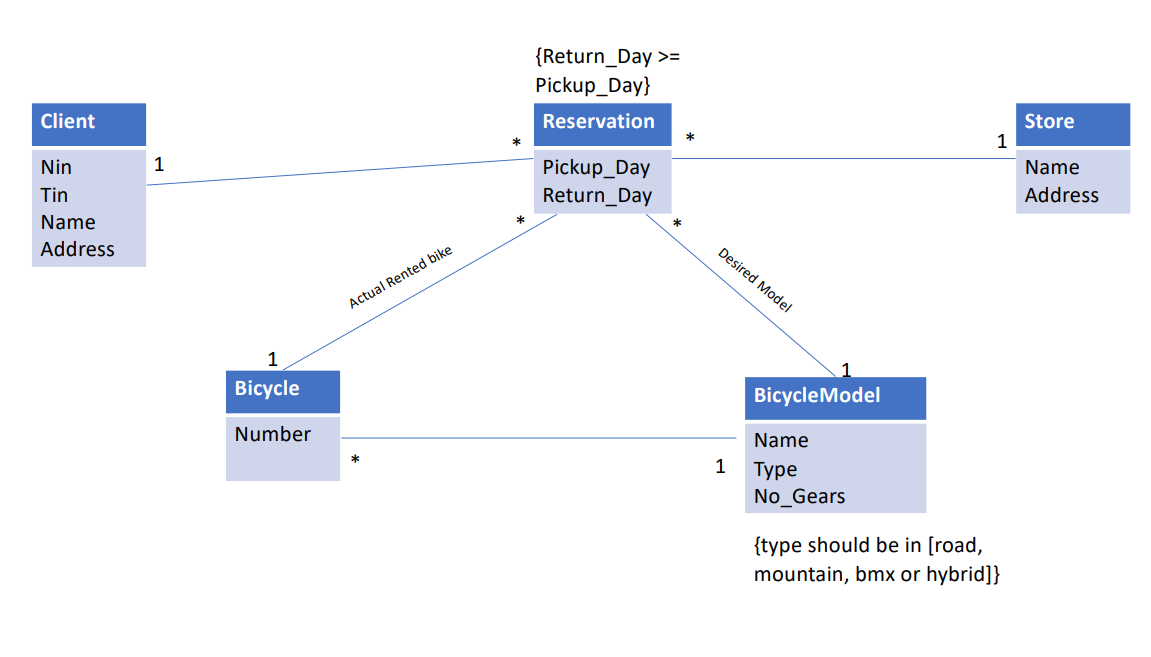 {Return_Day >=
Pickup_Day}
Client
Nin
Tin
Name
Address
1
*
Reservation
Pickup_Day
Return_Day
*
1
Store
Name
Address
*
*
Actual Rented bike
Desired Model
1
1
Bicycle
Number
*
1
BicycleModel
Name
Type
No_Gears
{type should be in [road,
mountain, bmx or hybrid]}